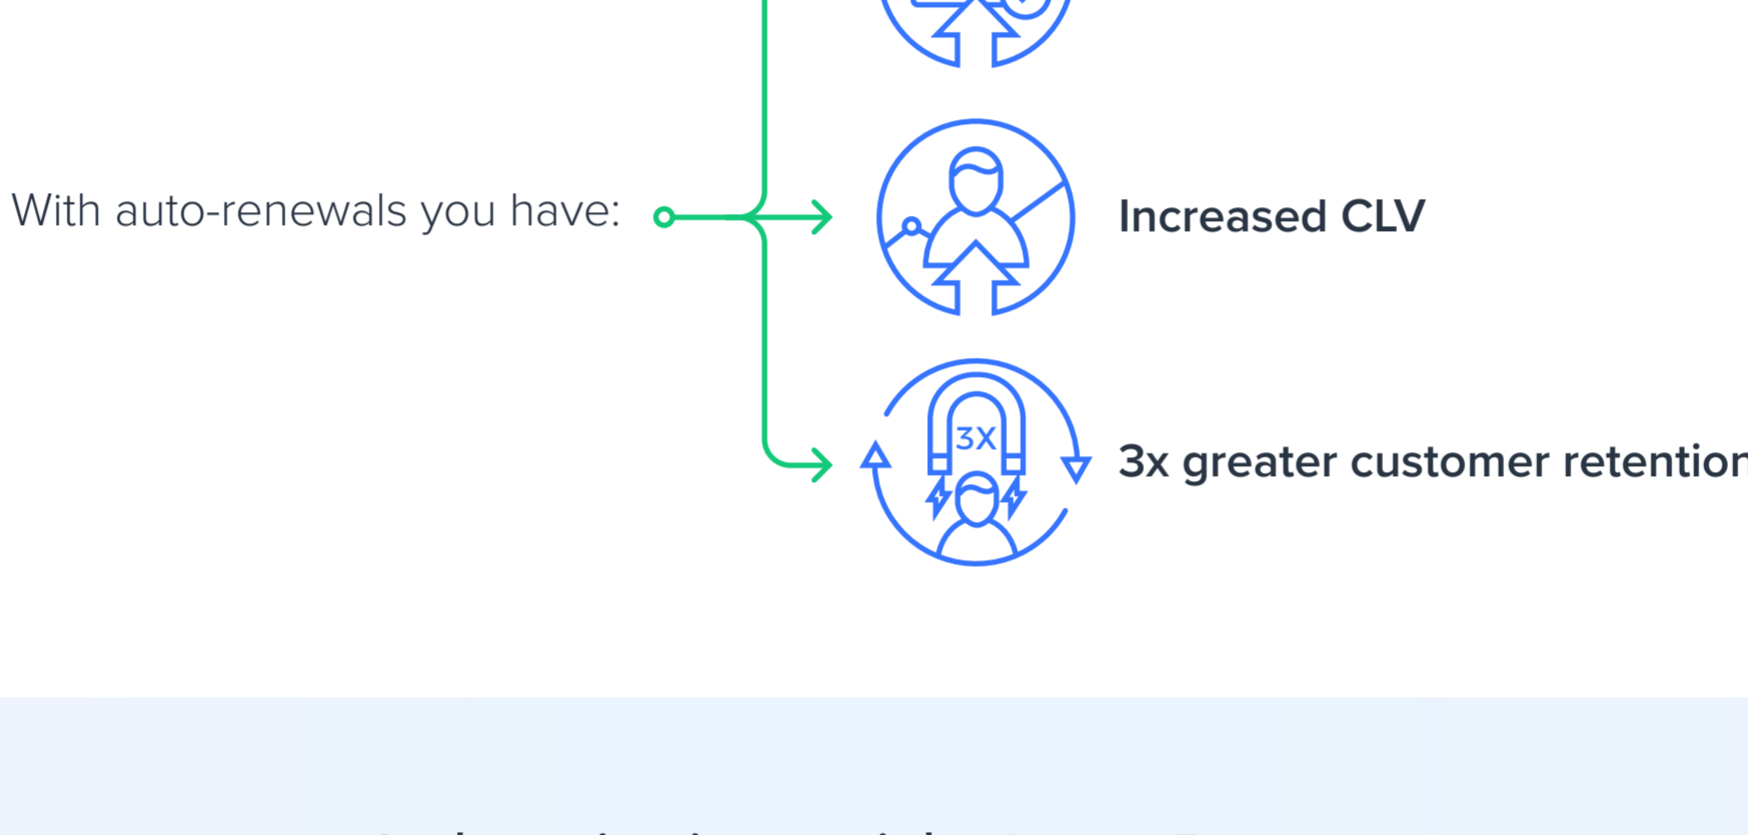 With auto-renewals you have:
Increased CLV
3X
3x greater customer retention